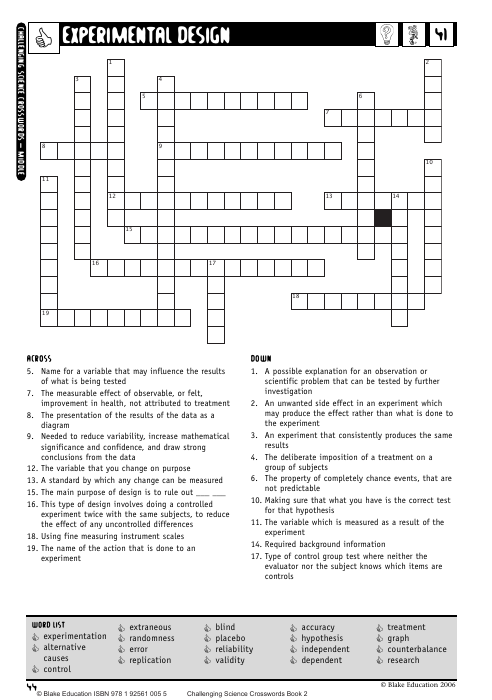 EXPERIMENTAL DESIGN
41
CHALLENGING SCIENCE CROSSWORDS – MIDDLE
1
2
3
4
5
6
7
8
9
10
11
12
13
14
15
16
17
18
19
ACROSS
5. Name for a variable that may influence the results
of what is being tested
7. The measurable effect of observable, or felt,
improvement in health, not attributed to treatment
8. The presentation of the results of the data as a
diagram
9. Needed to reduce variability, increase mathematical
significance and confidence, and draw strong
conclusions from the data
12. The variable that you change on purpose
13. A standard by which any change can be measured
15. The main purpose of design is to rule out ___ ___
16. This type of design involves doing a controlled
experiment twice with the same subjects, to reduce
the effect of any uncontrolled differences
18. Using fine measuring instrument scales
19. The name of the action that is done to an
experiment
DOWN
1. A possible explanation for an observation or
scientific problem that can be tested by further
investigation
2. An unwanted side effect in an experiment which
may produce the effect rather than what is done to
the experiment
3. An experiment that consistently produces the same
results
4. The deliberate imposition of a treatment on a
group of subjects
6. The property of completely chance events, that are
not predictable
10. Making sure that what you have is the correct test
for that hypothesis
11. The variable which is measured as a result of the
experiment
14. Required background information
17. Type of control group test where neither the
evaluator nor the subject knows which items are
controls
WORD LIST
experimentation
alternative
causes
control
extraneous
randomness
error
replication
blind
placebo
reliability
validity
accuracy
hypothesis
independent
dependent
treatment
graph
counterbalance
research
44
© Blake Education 2006
© Blake Education ISBN 978 1 92561 005 5 Challenging Science Crosswords Book 2